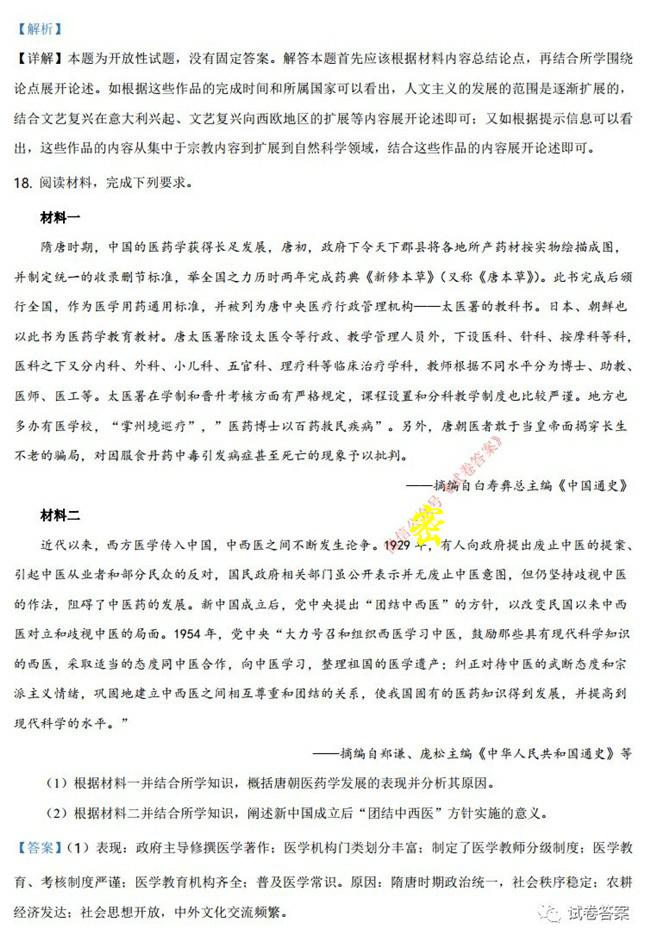 【解析】
【详解】本题为开放性试题，没有固定答案。解答本题首先应该根据材料内容总结论点，再结合所学围绕
论点展开论述。如根据这些作品的完成时间和所属国家可以看出，人文主义的发展的范围是逐渐扩展的，
结合文艺复兴在意大利兴起、文艺复兴向西欧地区的扩展等内容展开论述即可；又如根据提示信息可以看
出，这些作品的内容从集中于宗教内容到扩展到自然科学领域，结合这些作品的内容展开论述即可。
18. 阅读材料，完成下列要求。
材料一
隋唐时期，中国的医药学获得长足发展，唐初，政府下令天下郡县将各地所产药材按实物绘描成图，
并制定统一的收录删节标准，举全国之力历时两年完成药典《新修本草》（又称《唐本草》）。此书完成后颁
行全国，作为医学用药通用标准，并被列为唐中央医疗行政管理机构——太医署的教科书。日本、朝鲜也
以此书为医药学教育教材。唐太医署除设太医令等行政、教学管理人员外，下设医科、针科、按摩科等科，
医科之下又分内科、外科、小儿科、五官科、理疗科等临床治疗学科，教师根据不同水平分为博士、助教、
医师、医工等。太医署在学制和晋升考核方面有严格规定，课程设置和分科教学制度也比较严谨。地方也
多办有医学校，“掌州境巡疗”，”医药博士以百药救民疾病”。另外，唐朝医者敢于当皇帝面揭穿长生
不老的骗局，对因服食丹药中毒引发病症甚至死亡的现象予以批判。
——摘编自白寿彝总主编《中国通史》
材料二
近代以来，西方医学传入中国，中西医之间不断发生论争。1929 年，有人向政府提出废止中医的提案、
引起中医从业者和部分民众的反对，国民政府相关部门虽公开表示并无废止中医意图，但仍坚持歧视中医
的作法，阻碍了中医药的发展。新中国成立后，党中央提出“团结中西医”的方针，以改变民国以来中西
医对立和歧视中医的局面。1954 年，党中央“大力号召和组织西医学习中医，鼓励那些具有现代科学知识
的西医，采取适当的态度同中医合作，向中医学习，整理祖国的医学遗产；纠正对待中医的武断态度和宗
派主义情绪，巩固地建立中西医之间相互尊重和团结的关系，使我国固有的医药知识得到发展，并提高到
现代科学的水平。”
——摘编自郑谦、庞松主编《中华人民共和国通史》等
（1）根据材料一并结合所学知识，概括唐朝医药学发展的表现并分析其原因。
（2）根据材料二并结合所学知识，阐述新中国成立后“团结中西医”方针实施的意义。
【答案】（1）表现：政府主导修撰医学著作；医学机构门类划分丰富；制定了医学教师分级制度；医学教
育、考核制度严谨；医学教育机构齐全；普及医学常识。原因：隋唐时期政治统一，社会秩序稳定；农耕
经济发达；社会思想开放，中外文化交流频繁。
密
《试卷答案》
试卷答案